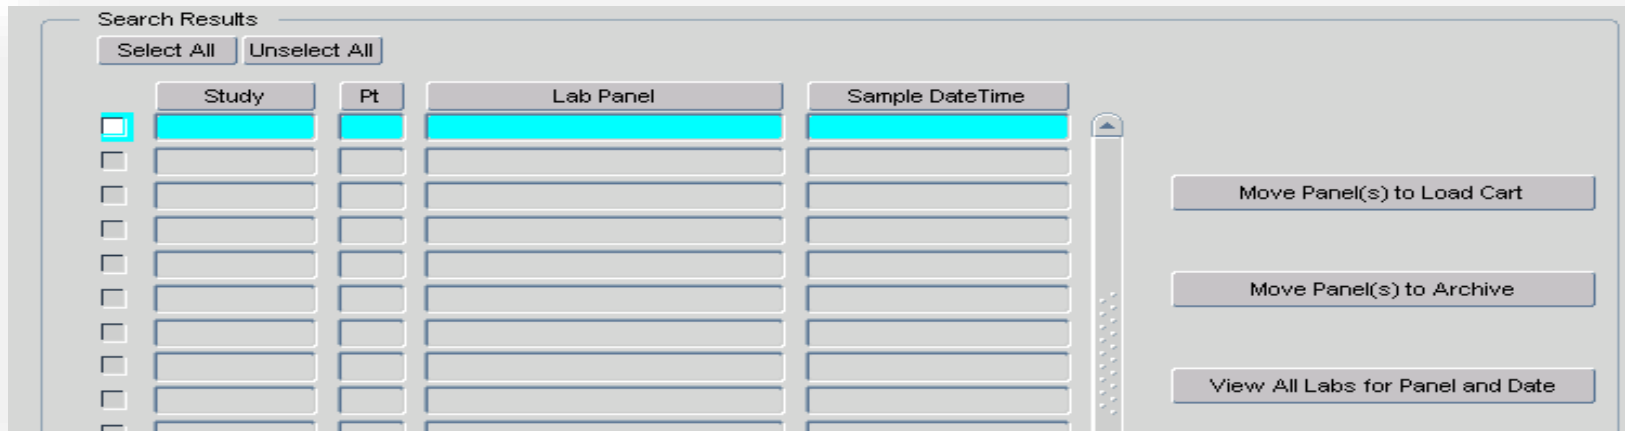 Search Results
Select All Unselect All
Study Pt Lab Panel Sample DateTime
Move Panel(s) to Load Cart
Move Panel(s) to Archive
View All Labs for Panel and Date